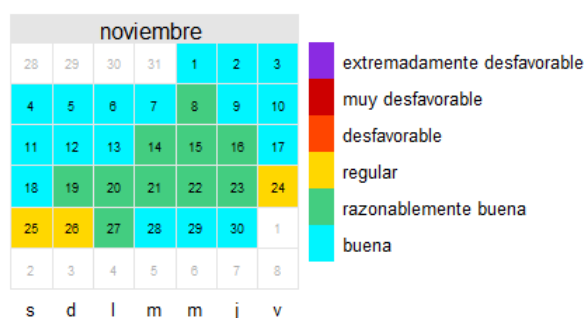 noviembre
28 29 30 31 1 2 3
4 5 6 7 8 9 10
11 12 13 14 15 16 17
18 19 20 21 22 23 24
25 26 27 28 29 30 1
2 3 4 5 6 7 8
s d l m m j v
extremadamente desfavorable
muy desfavorable
desfavorable
regular
razonablemente buena
buena